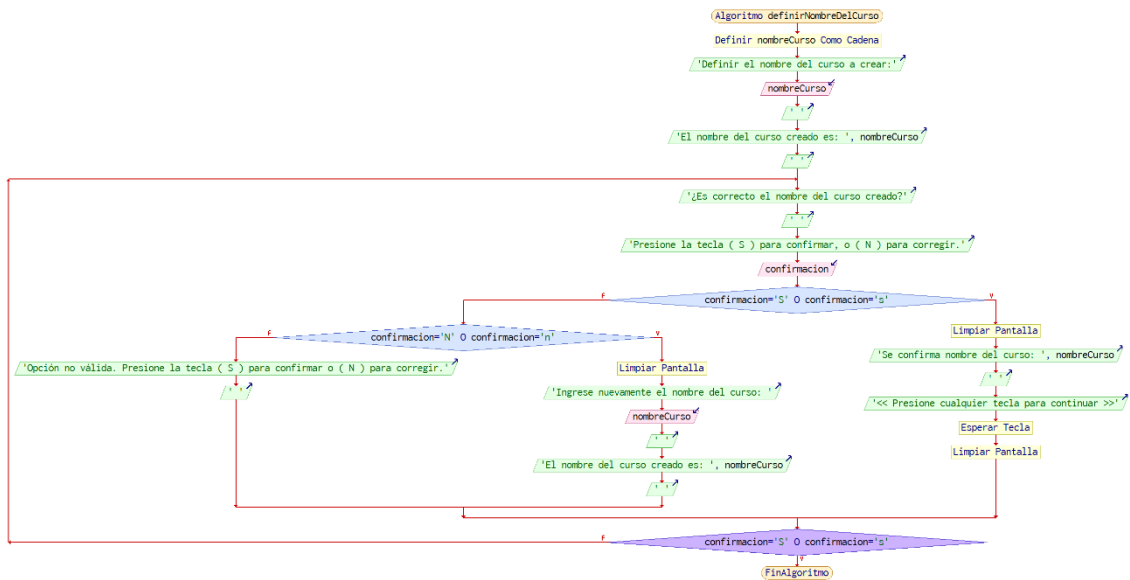 Algoritmo definirNombreDelCurso
Definir nombreCurso Como Cadena
'Definir el nombre del curso a crear:'
nombreCurso
' '
'El nombre del curso creado es: ', nombreCurso
' '
'¿Es correcto el nombre del curso creado?'
' '
'Presione la tecla ( S ) para confirmar, o ( N ) para corregir.'
confirmacion
confirmacion='S' O confirmacion='s'
F
V
confirmacion='N' O confirmacion='n'
F
V
'Opción no válida. Presione la tecla ( S ) para confirmar o ( N ) para corregir.'
' '
Limpiar Pantalla
'Ingrese nuevamente el nombre del curso: '
nombreCurso
' '
'El nombre del curso creado es: ', nombreCurso
' '
Limpiar Pantalla
'Se confirma nombre del curso: ', nombreCurso
' '
'<< Presione cualquier tecla para continuar >>'
Esperar Tecla
Limpiar Pantalla
confirmacion='S' O confirmacion='s'
F
V
FinAlgoritmo